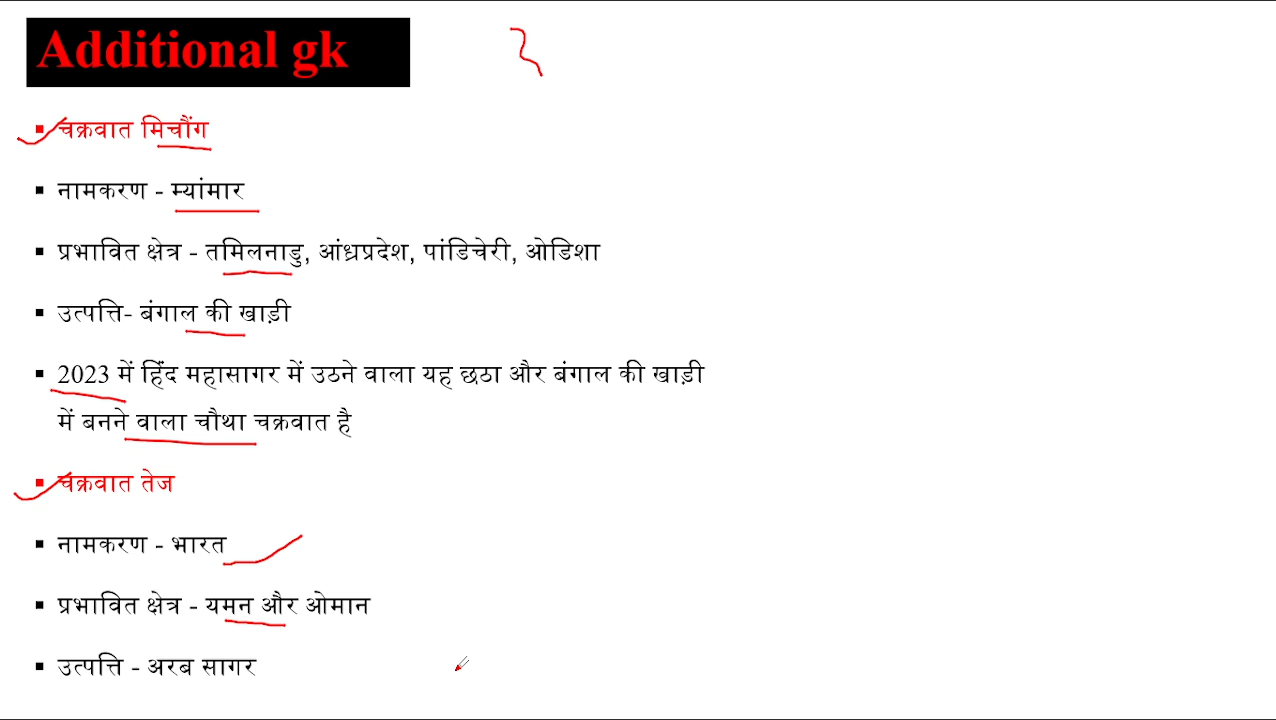 Additional gk
▪ चक्रवात मिचौंग
▪ नामकरण - म्यांमार
▪ प्रभावित क्षेत्र - तमिलनाडु, आंध्रप्रदेश, पांडिचेरी, ओडिशा
▪ उत्पत्ति- बंगाल की खाड़ी
▪ 2023 में हिंद महासागर में उठने वाला यह छठा और बंगाल की खाड़ी
में बनने वाला चौथा चक्रवात है
▪ चक्रवात तेज
▪ नामकरण - भारत
▪ प्रभावित क्षेत्र - यमन और ओमान
▪ उत्पत्ति - अरब सागर